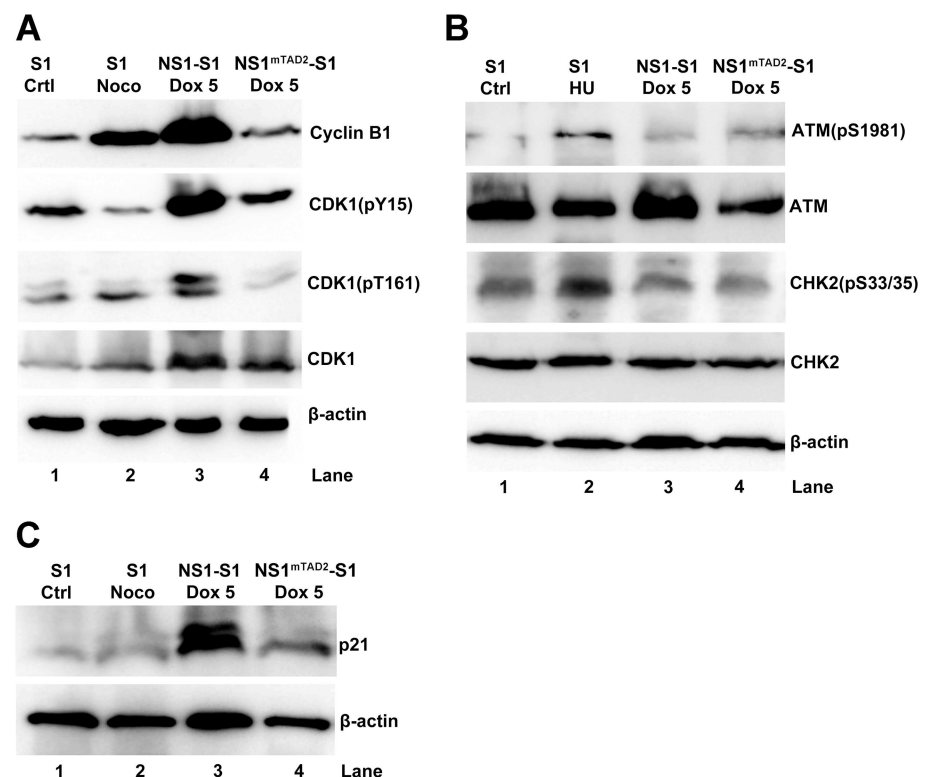 A
S1 S1 NS1-S1 NS1mTAD2-S1
Crtl Noco Dox 5 Dox 5
Cyclin B1
CDK1(pY15)
CDK1(pT161)
CDK1
β-actin
1 2 3 4 Lane
B
S1 S1 NS1-S1 NS1mTAD2-S1
Ctrl HU Dox 5 Dox 5
ATM(pS1981)
ATM
CHK2(pS33/35)
CHK2
β-actin
1 2 3 4 Lane
C
S1 S1 NS1-S1 NS1mTAD2-S1
Ctrl Noco Dox 5 Dox 5
p21
β-actin
1 2 3 4 Lane